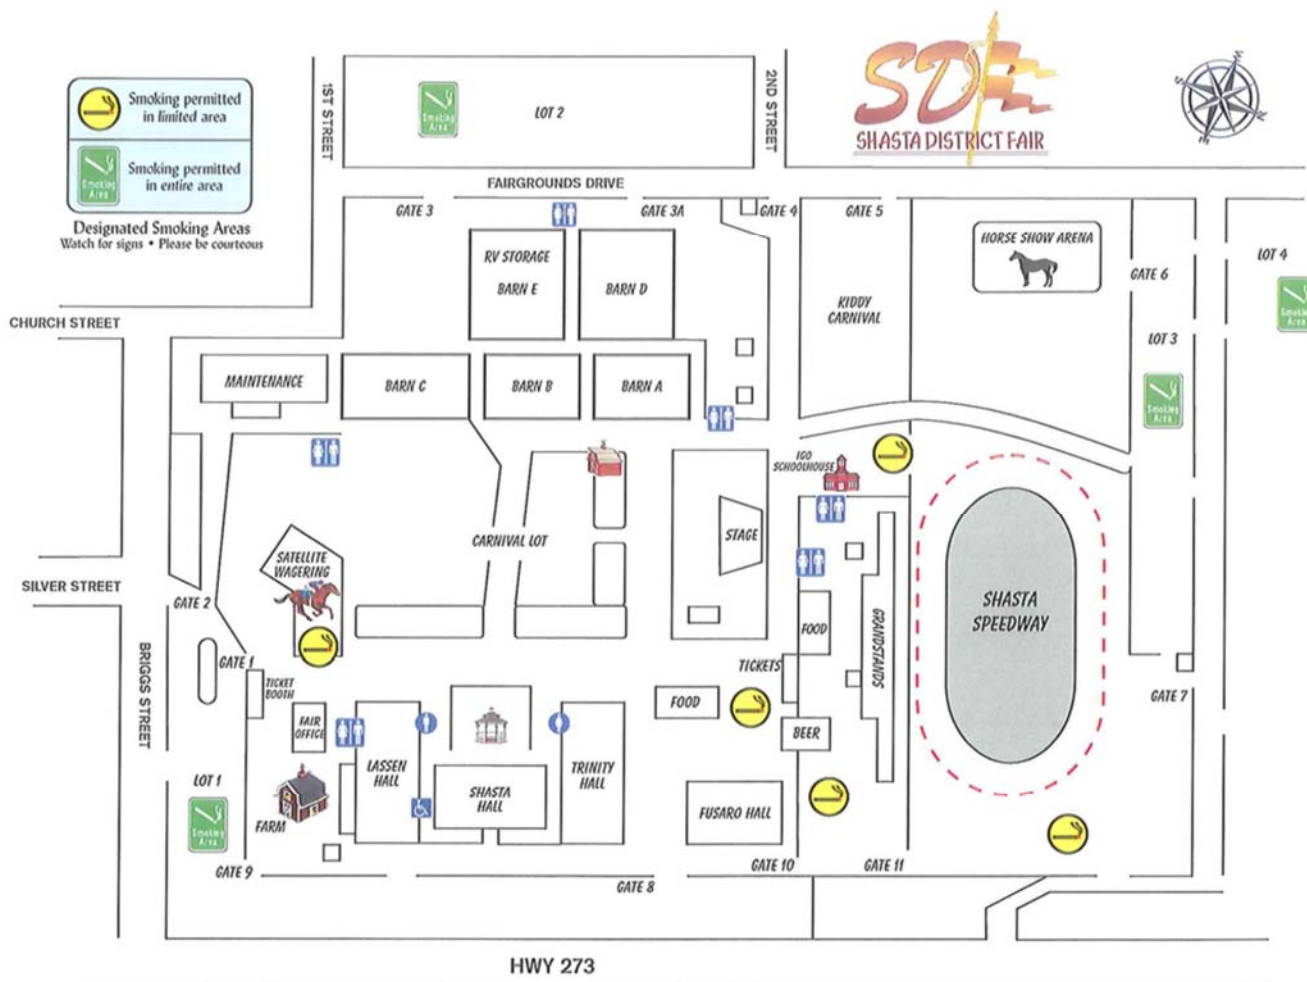 SDF
SHASTA DISTRICT FAIR
Smoking permitted
in limited area
Smoking
Area
Smoking permitted
in entire area
Designated Smoking Areas
Watch for signs • Please be courteous
1ST STREET
Smoking
Area
LOT 2
2ND STREET
FAIRGROUNDS DRIVE
GATE 3
GATE 3A
GATE 4
GATE 5
RV STORAGE
BARN E
BARN D
KIDDY
CARNIVAL
HORSE SHOW ARENA
GATE 6
LOT 4
Smoking
Area
LOT 3
Smoking
Area
CHURCH STREET
MAINTENANCE
BARN C
BARN B
BARN A
IGO
SCHOOLHOUSE
STAGE
CARNIVAL LOT
SATELLITE
WAGERING
SILVER STREET
GATE 2
FOOD
GRANDSTANDS
SHASTA
SPEEDWAY
BRIGGS STREET
GATE 1
TICKET
BOOTH
TICKETS
FOOD
GATE 7
FAIR
OFFICE
BEER
LASSEN
HALL
SHASTA
HALL
TRINITY
HALL
LOT 1
Smoking
Area
FARM
FUSARO HALL
GATE 9
GATE 8
GATE 10
GATE 11
HWY 273